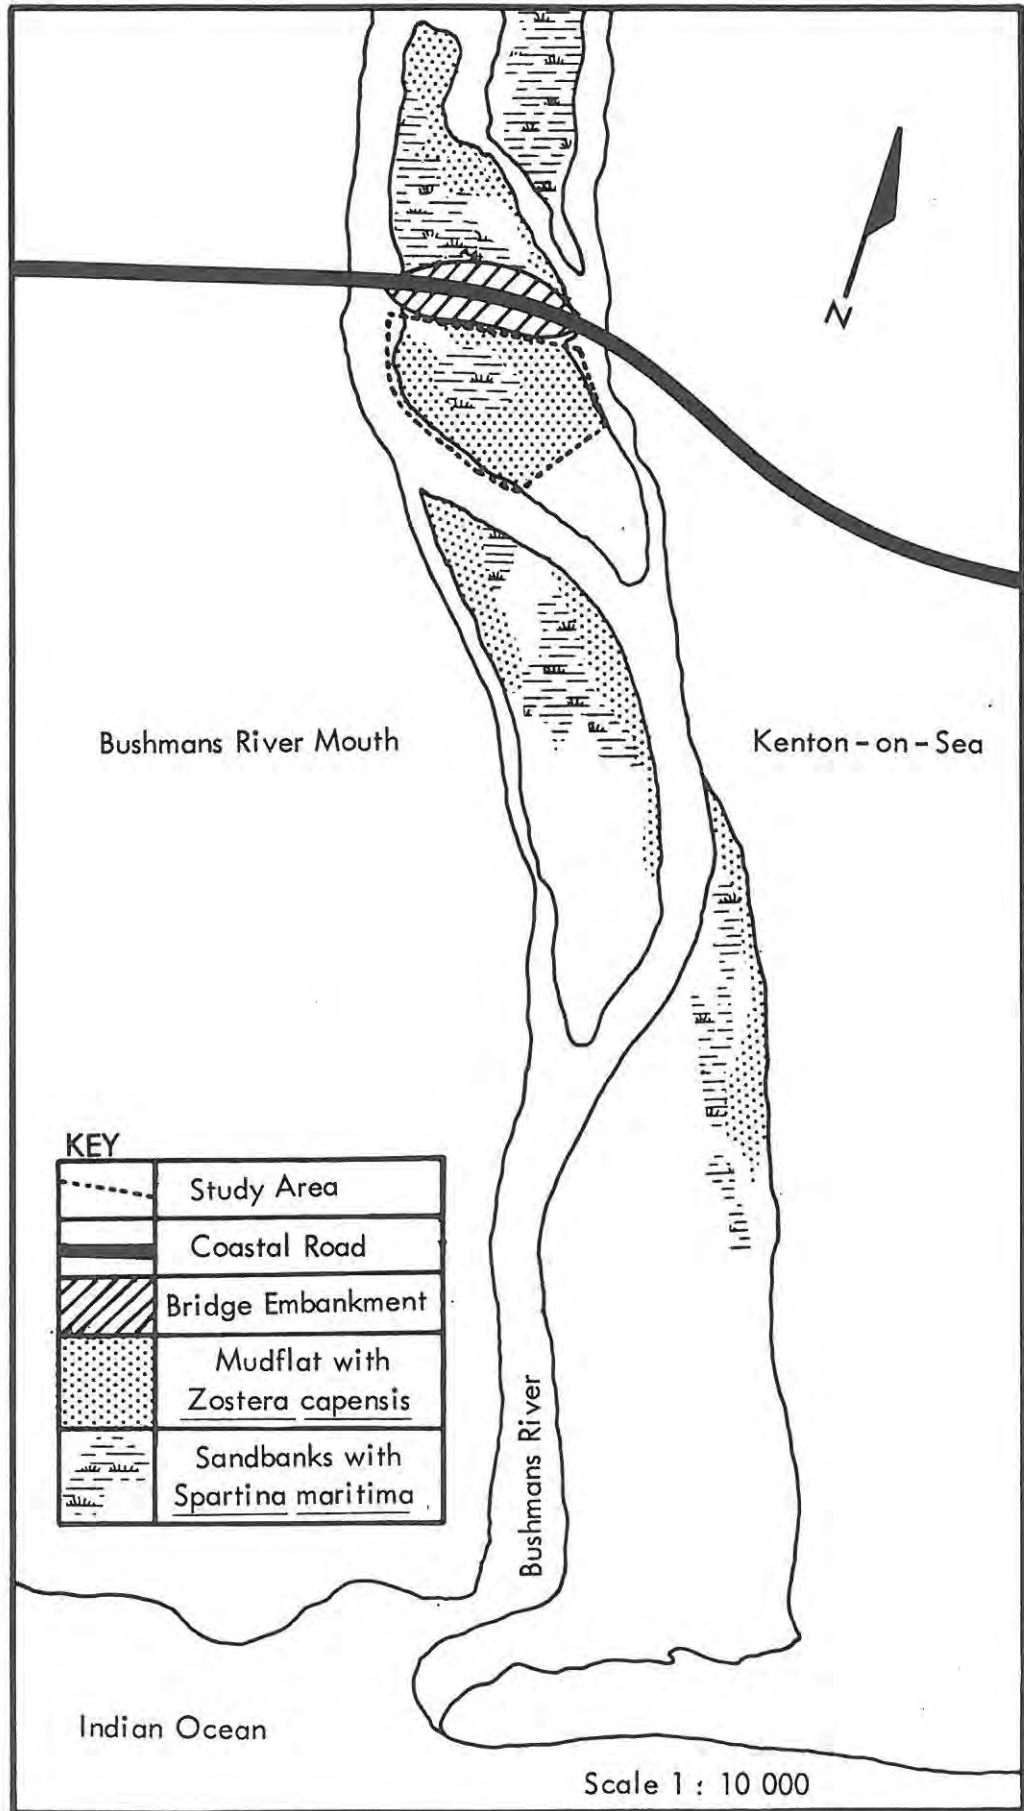 N
Bushmans River Mouth
Kenton-on-Sea
KEY
Study Area
Coastal Road
Bridge Embankment
Mudflat with
Zostera capensis
Sandbanks with
Spartina maritima
Bushmans River
Indian Ocean
Scale 1 : 10 000